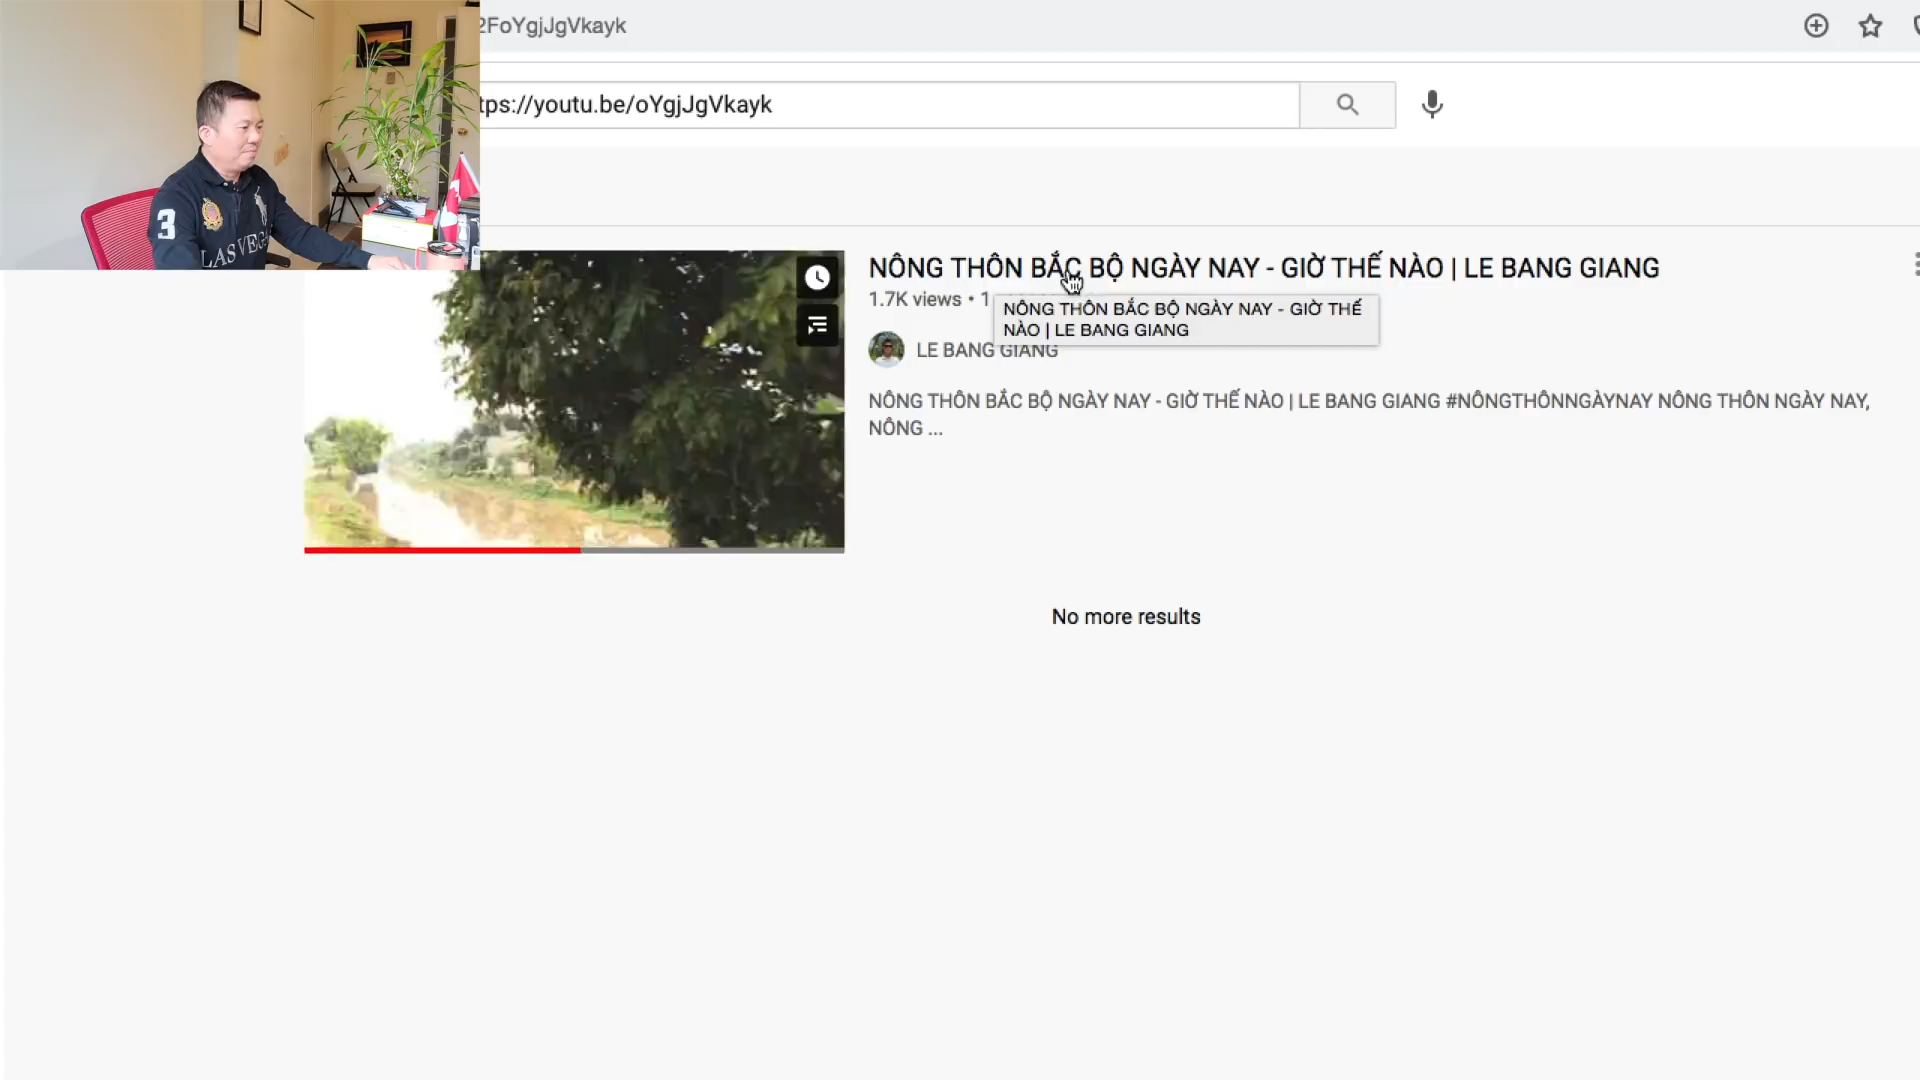 2FoYgjJgVkayk
tps://youtu.be/oYgjJgVkayk
3
LAS VEGA
NÔNG THÔN BẮC BỘ NGÀY NAY - GIỜ THẾ NÀO | LE BANG GIANG
1.7K views • 1
NÔNG THÔN BẮC BỘ NGÀY NAY - GIỜ THẾ
NÀO | LE BANG GIANG
LE BANG GIANG
NÔNG THÔN BẮC BỘ NGÀY NAY - GIỜ THẾ NÀO | LE BANG GIANG #NÔNGTHÔNNGÀYNAY NÔNG THÔN NGÀY NAY,
NÔNG ...
No more results